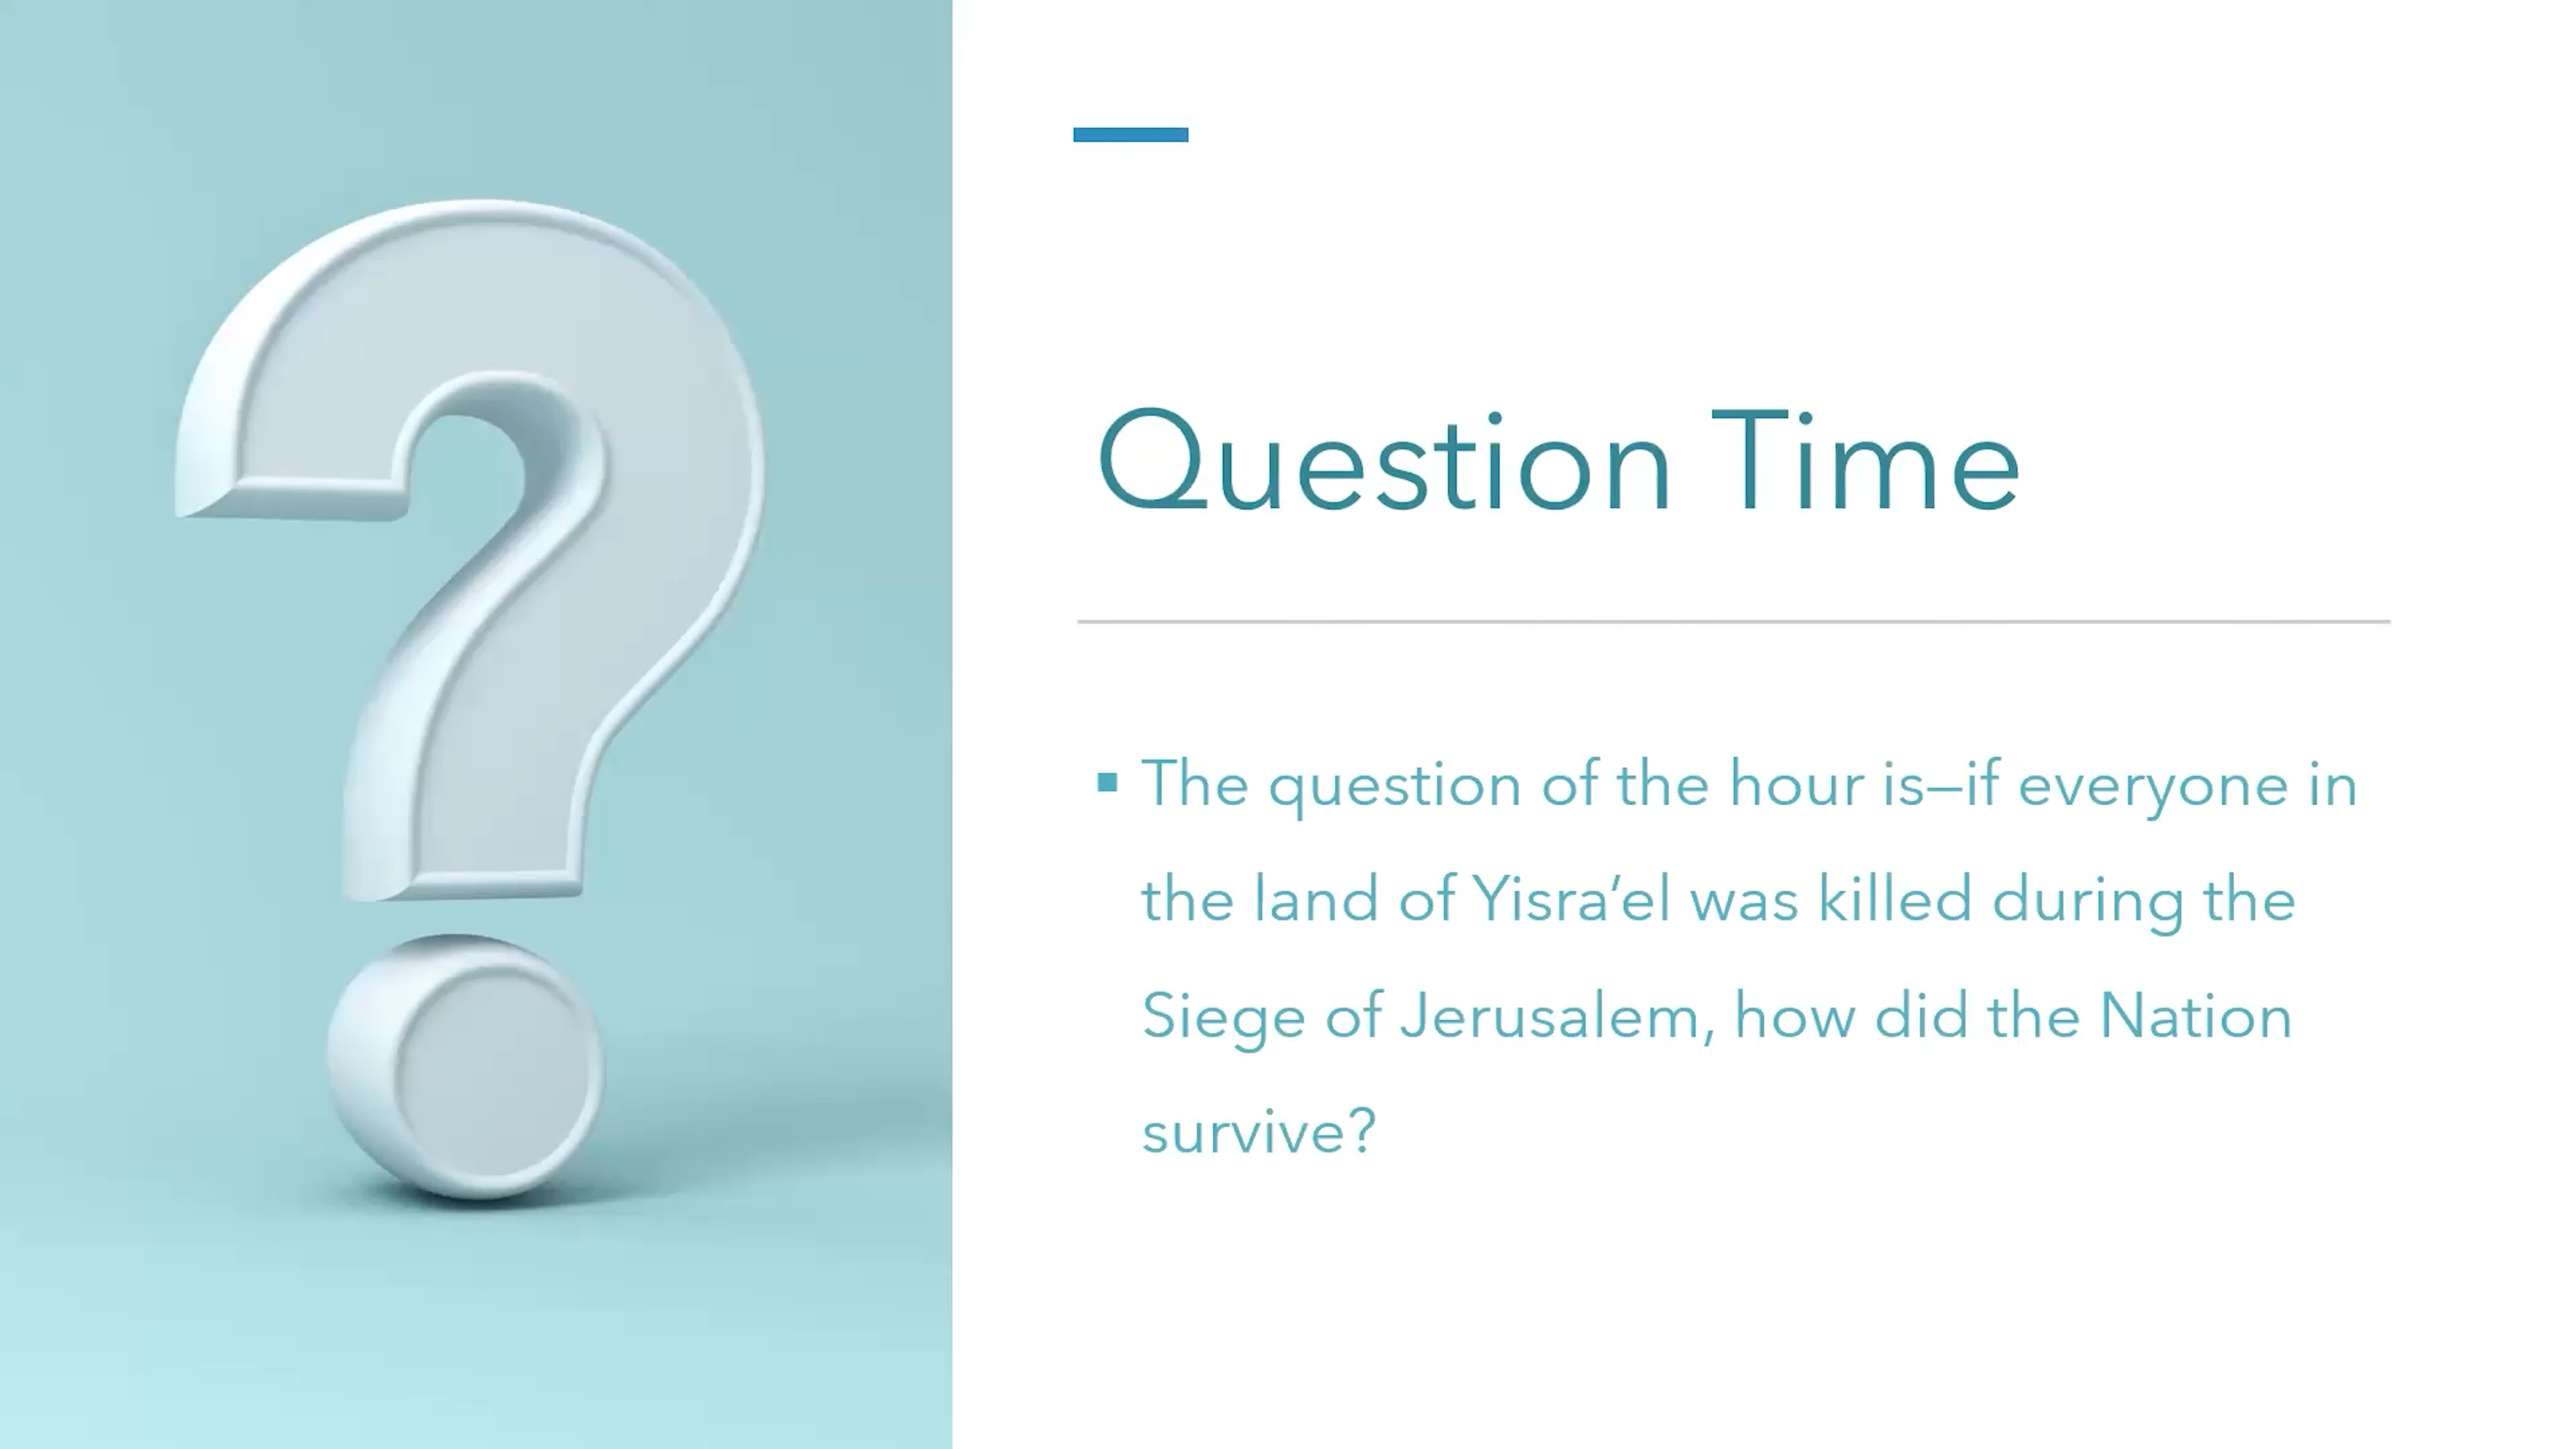 Question Time
▪ The question of the hour is–if everyone in
the land of Yisra’el was killed during the
Siege of Jerusalem, how did the Nation
survive?